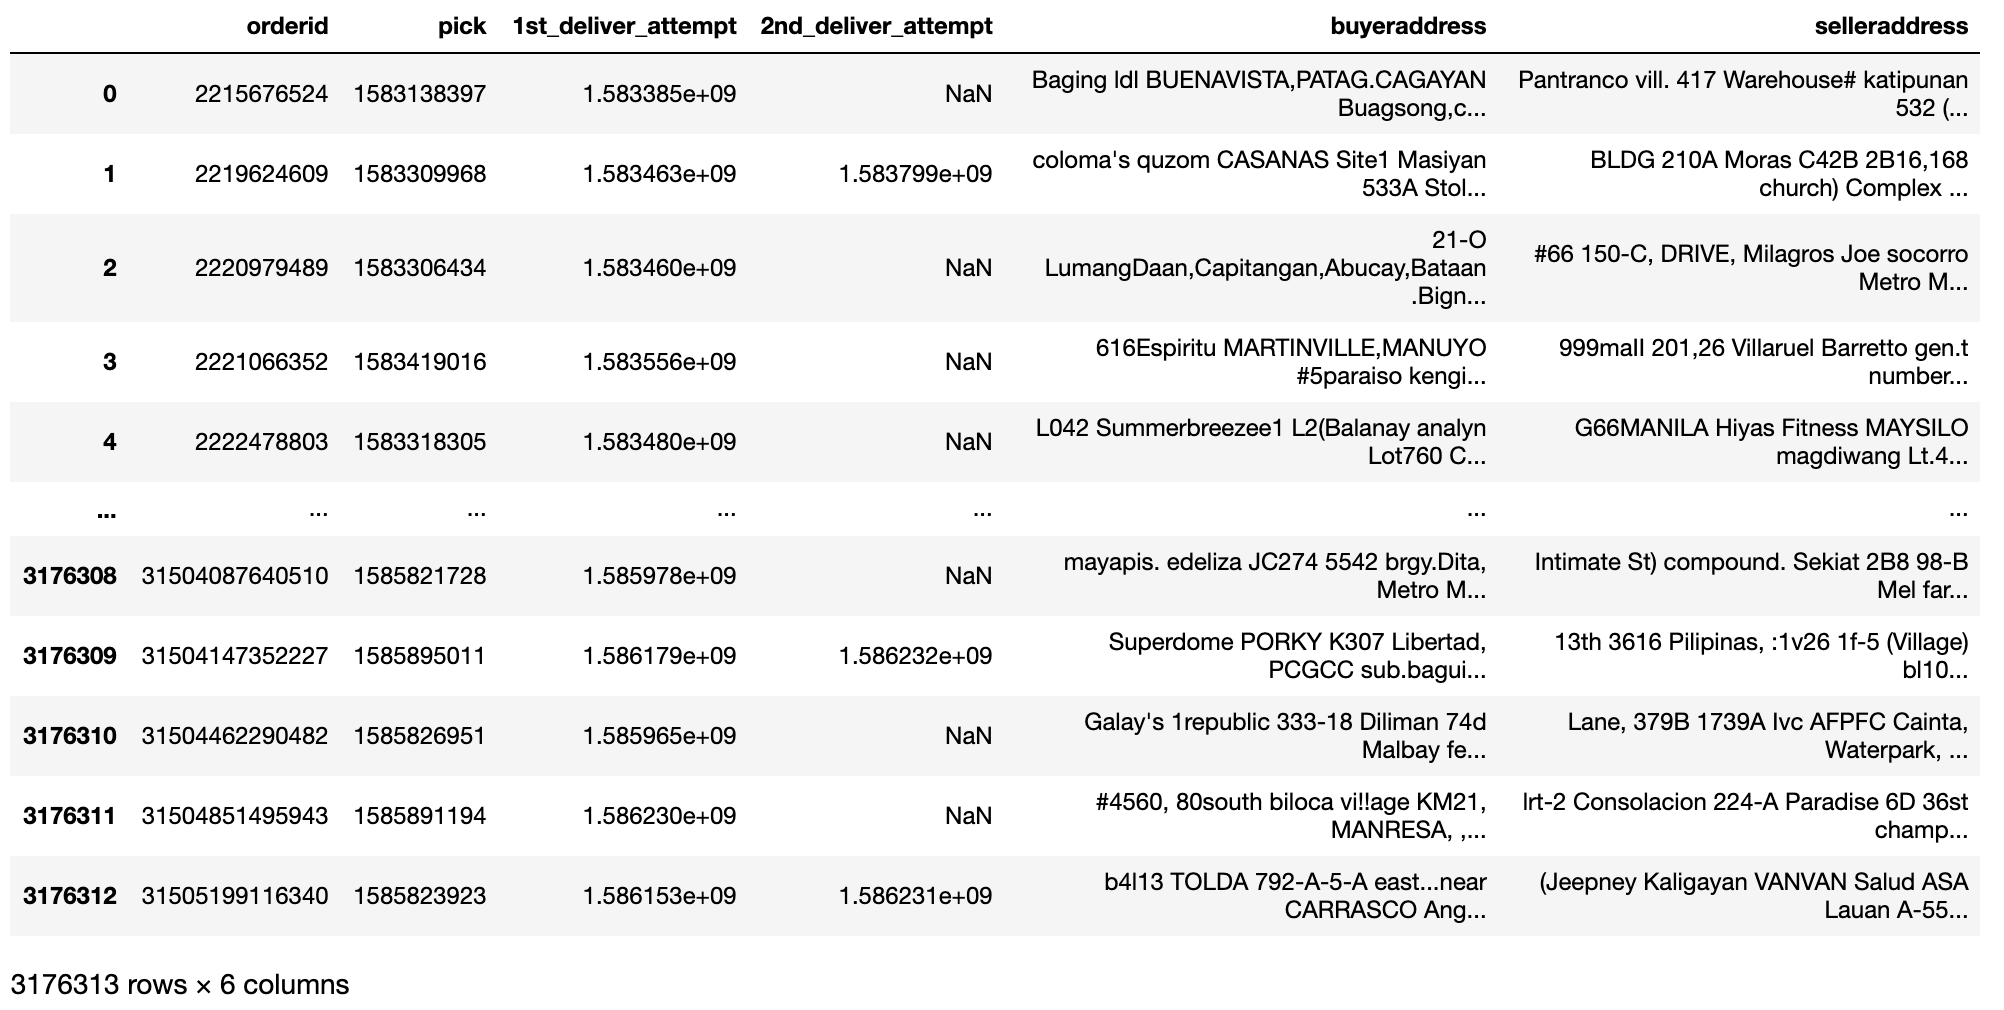 orderid pick 1st_deliver_attempt 2nd_deliver_attempt buyeraddress selleraddress
0 2215676524 1583138397 1.583385e+09 NaN Baging ldl BUENAVISTA,PATAG.CAGAYAN Pantranco vill. 417 Warehouse# katipunan
Buagsong,c... 532 (...
1 2219624609 1583309968 1.583463e+09 1.583799e+09 coloma's quzom CASANAS Site1 Masiyan BLDG 210A Moras C42B 2B16,168
533A Stol... church) Complex ...
21-O
2 2220979489 1583306434 1.583460e+09 NaN LumangDaan,Capitangan,Abucay,Bataan #66 150-C, DRIVE, Milagros Joe socorro
.Bign... Metro M...
3 2221066352 1583419016 1.583556e+09 NaN 616Espiritu MARTINVILLE,MANUYO 999maII 201,26 Villaruel Barretto gen.t
#5paraiso kengi... number...
4 2222478803 1583318305 1.583480e+09 NaN L042 Summerbreezee1 L2(Balanay analyn G66MANILA Hiyas Fitness MAYSILO
Lot760 C... magdiwang Lt.4...
... ... ... ... ... ... ...
3176308 31504087640510 1585821728 1.585978e+09 NaN mayapis. edeliza JC274 5542 brgy.Dita, Intimate St) compound. Sekiat 2B8 98-B
Metro M... Mel far...
3176309 31504147352227 1585895011 1.586179e+09 1.586232e+09 Superdome PORKY K307 Libertad, 13th 3616 Pilipinas, :1v26 1f-5 (Village)
PCGCC sub.bagui... bl10...
3176310 31504462290482 1585826951 1.585965e+09 NaN Galay's 1republic 333-18 Diliman 74d Lane, 379B 1739A Ivc AFPFC Cainta,
Malbay fe... Waterpark, ...
3176311 31504851495943 1585891194 1.586230e+09 NaN #4560, 80south biloca vi!!age KM21, lrt-2 Consolacion 224-A Paradise 6D 36st
MANRESA, ,... champ...
3176312 31505199116340 1585823923 1.586153e+09 1.586231e+09 b4l13 TOLDA 792-A-5-A east...near (Jeepney Kaligayan VANVAN Salud ASA
CARRASCO Ang... Lauan A-55...
3176313 rows × 6 columns